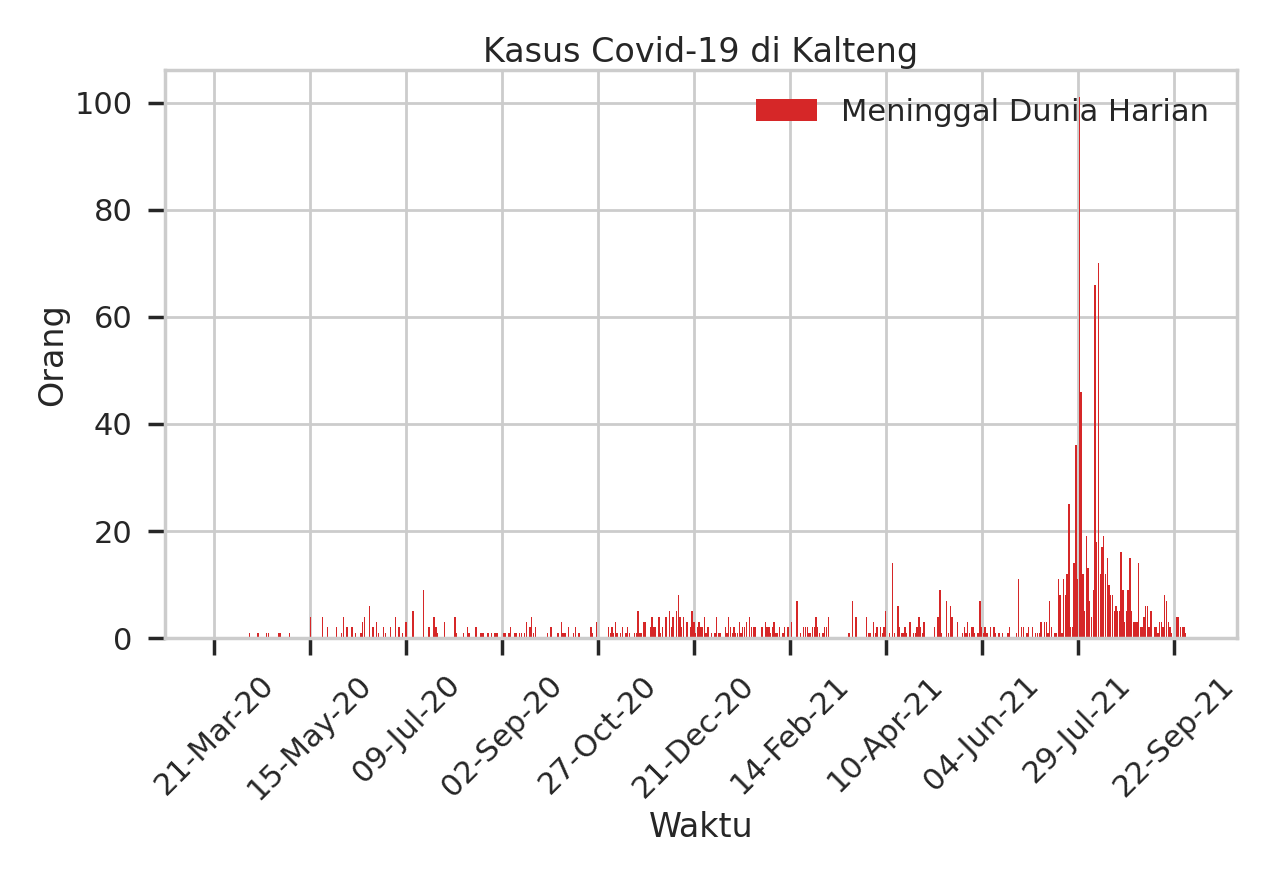 Kasus Covid-19 di Kalteng
Meninggal Dunia Harian
Orang
100
80
60
40
20
0
21-Mar-20
15-May-20
09-Jul-20
02-Sep-20
27-Oct-20
21-Dec-20
14-Feb-21
10-Apr-21
04-Jun-21
29-Jul-21
22-Sep-21
Waktu